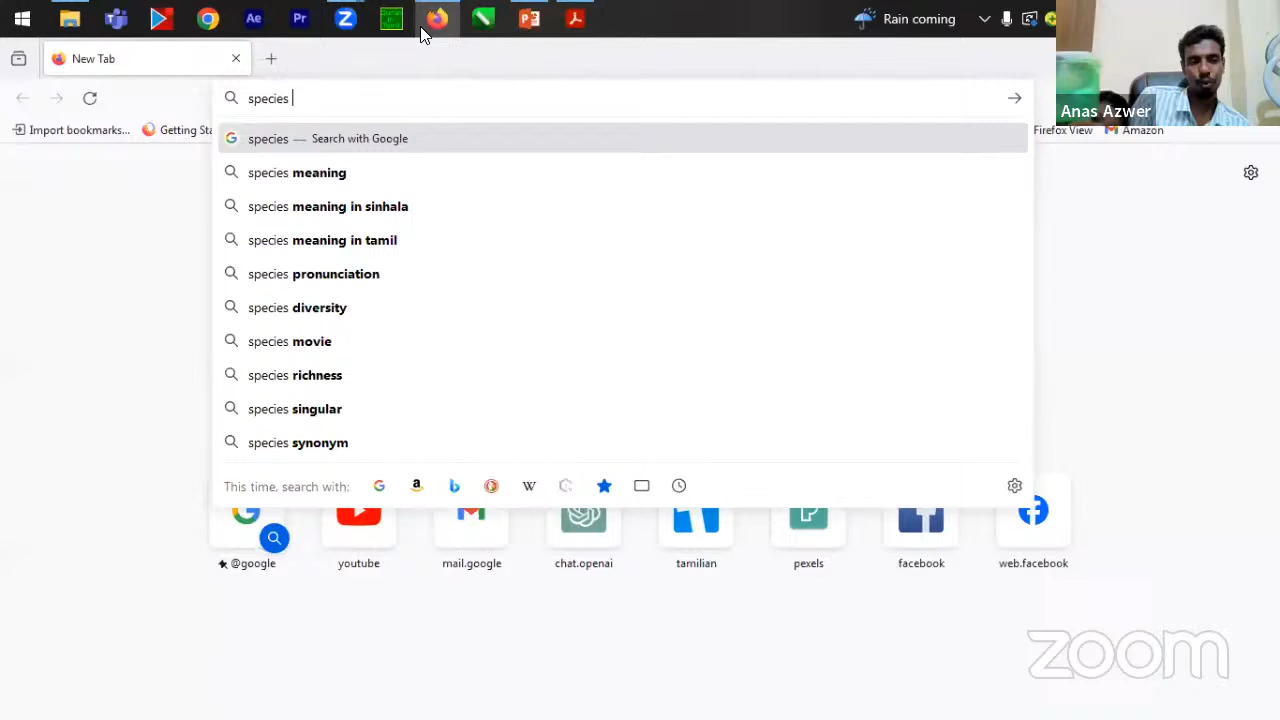 Ae
Pr
Z
Rain coming
New Tab
species
Anas Azwer
Import bookmarks...
Getting Sta
Firefox View
Amazon
species — Search with Google
species meaning
species meaning in sinhala
species meaning in tamil
species pronunciation
species diversity
species movie
species richness
species singular
species synonym
This time, search with:
@google
youtube
mail.google
chat.openai
tamilian
pexels
facebook
web.facebook
zoom